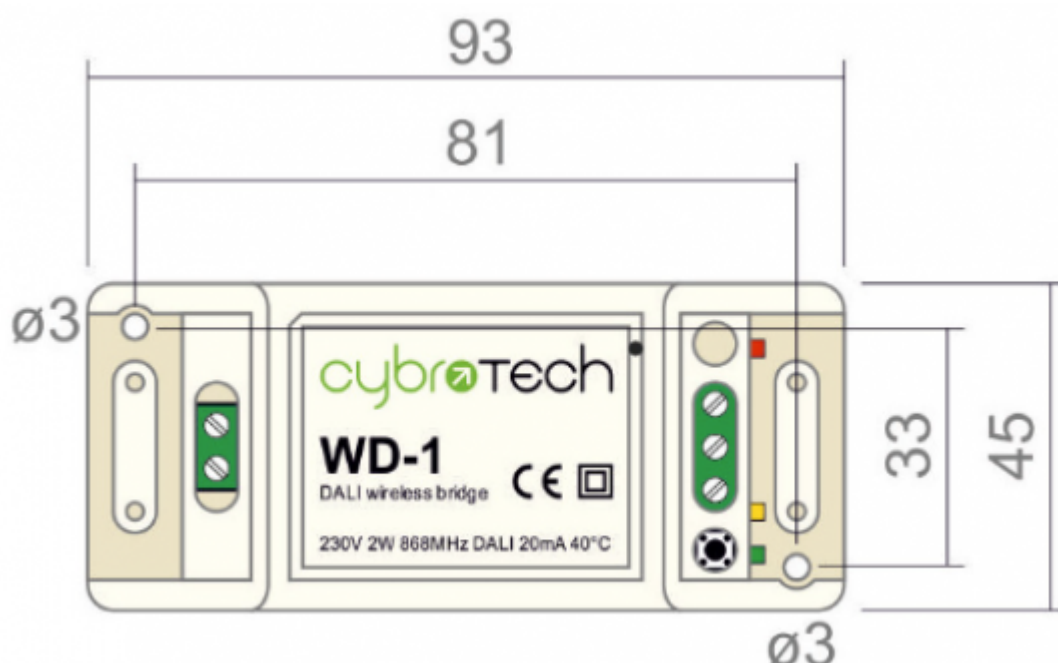 93
81
ø3
cybrotech
WD-1
DALI wireless bridge
CE
230V 2W 868MHz DALI 20mA 40°C
33
45
ø3